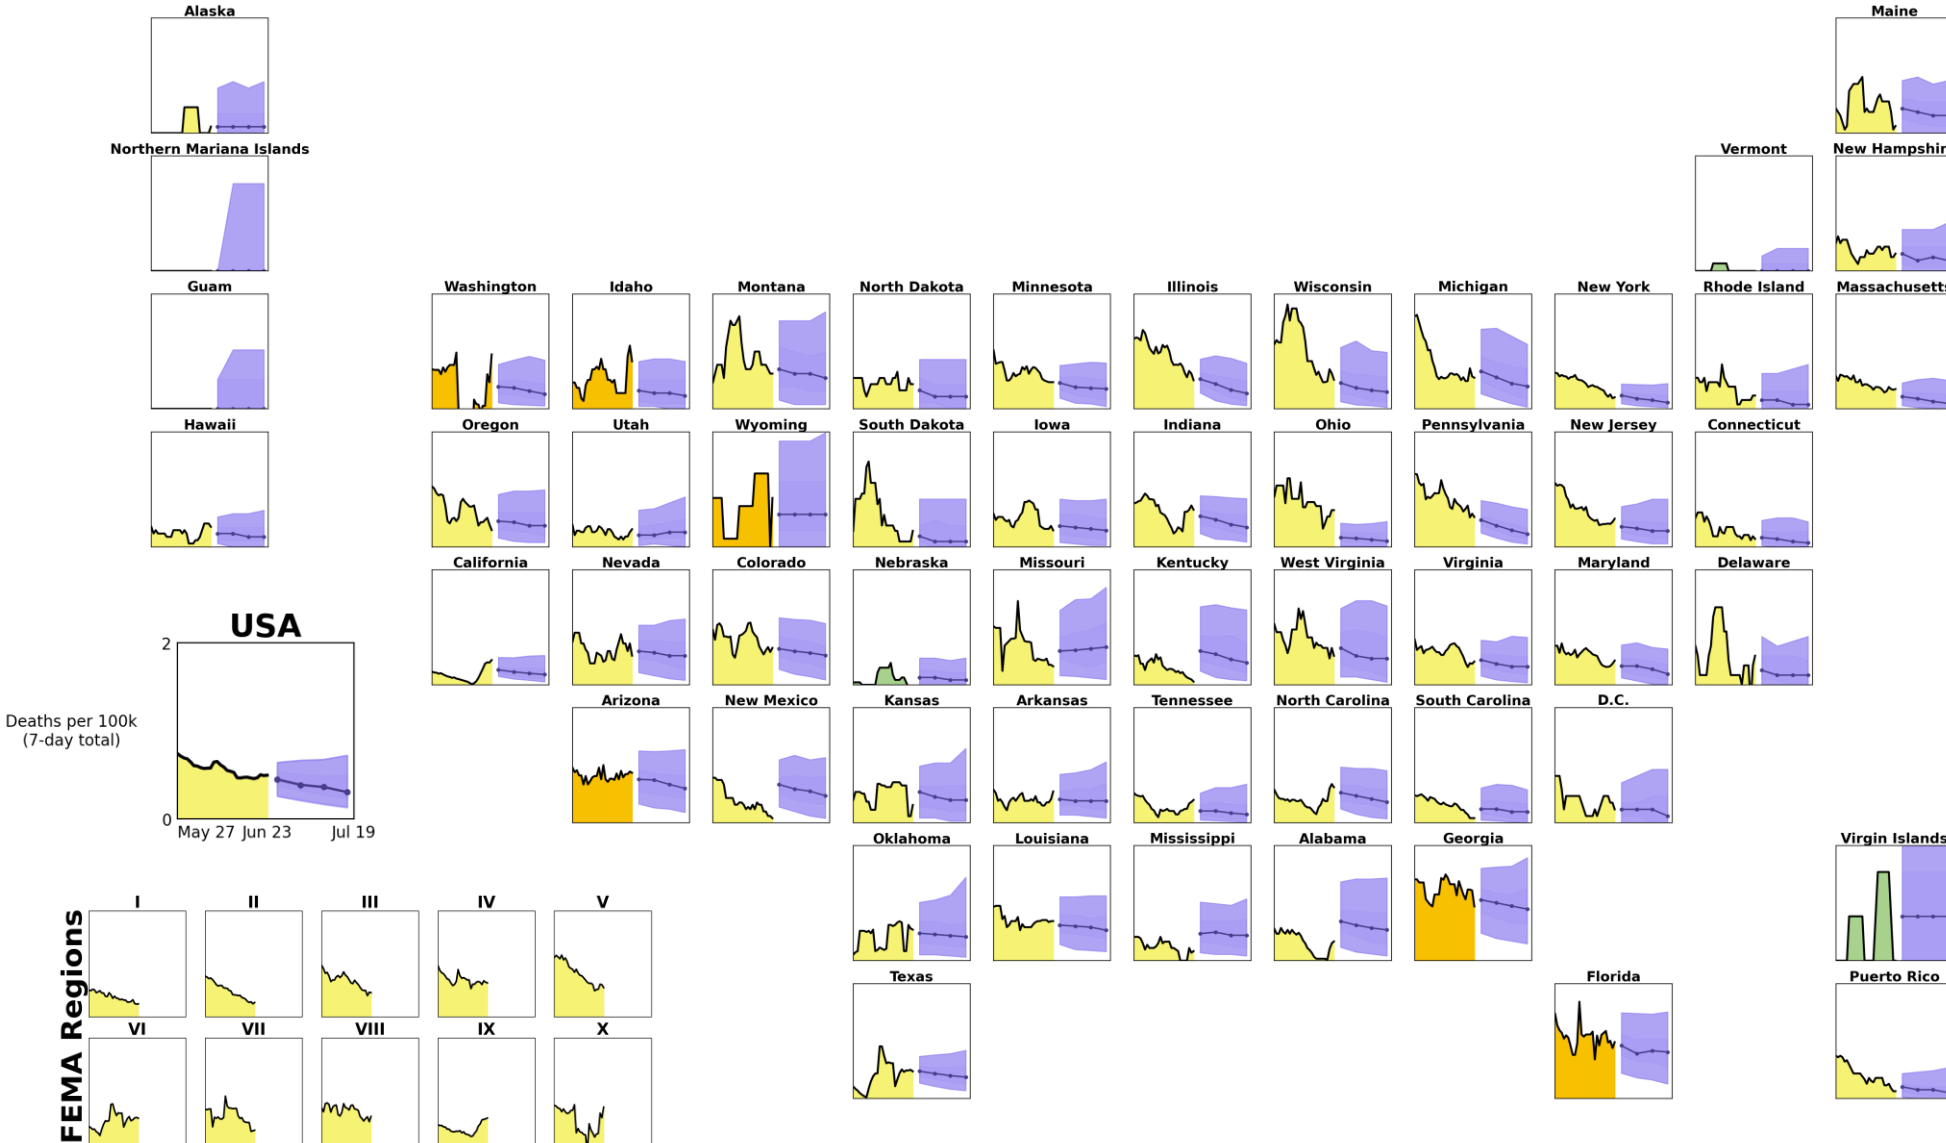 Alaska
Maine
Northern Mariana Islands
Vermont
New Hampshir
Guam
Washington
Idaho
Montana
North Dakota
Minnesota
Illinois
Wisconsin
Michigan
New York
Rhode Island
Massachusetts
Hawaii
Oregon
Utah
Wyoming
South Dakota
Iowa
Indiana
Ohio
Pennsylvania
New Jersey
Connecticut
California
Nevada
Colorado
Nebraska
Missouri
Kentucky
West Virginia
Virginia
Maryland
Delaware
USA
2
Deaths per 100k
(7-day total)
0
May 27 Jun 23 Jul 19
Arizona
New Mexico
Kansas
Arkansas
Tennessee
North Carolina
South Carolina
D.C.
Oklahoma
Louisiana
Mississippi
Alabama
Georgia
Virgin Islands
Texas
Florida
Puerto Rico
FEMA Regions
I
II
III
IV
V
VI
VII
VIII
IX
X